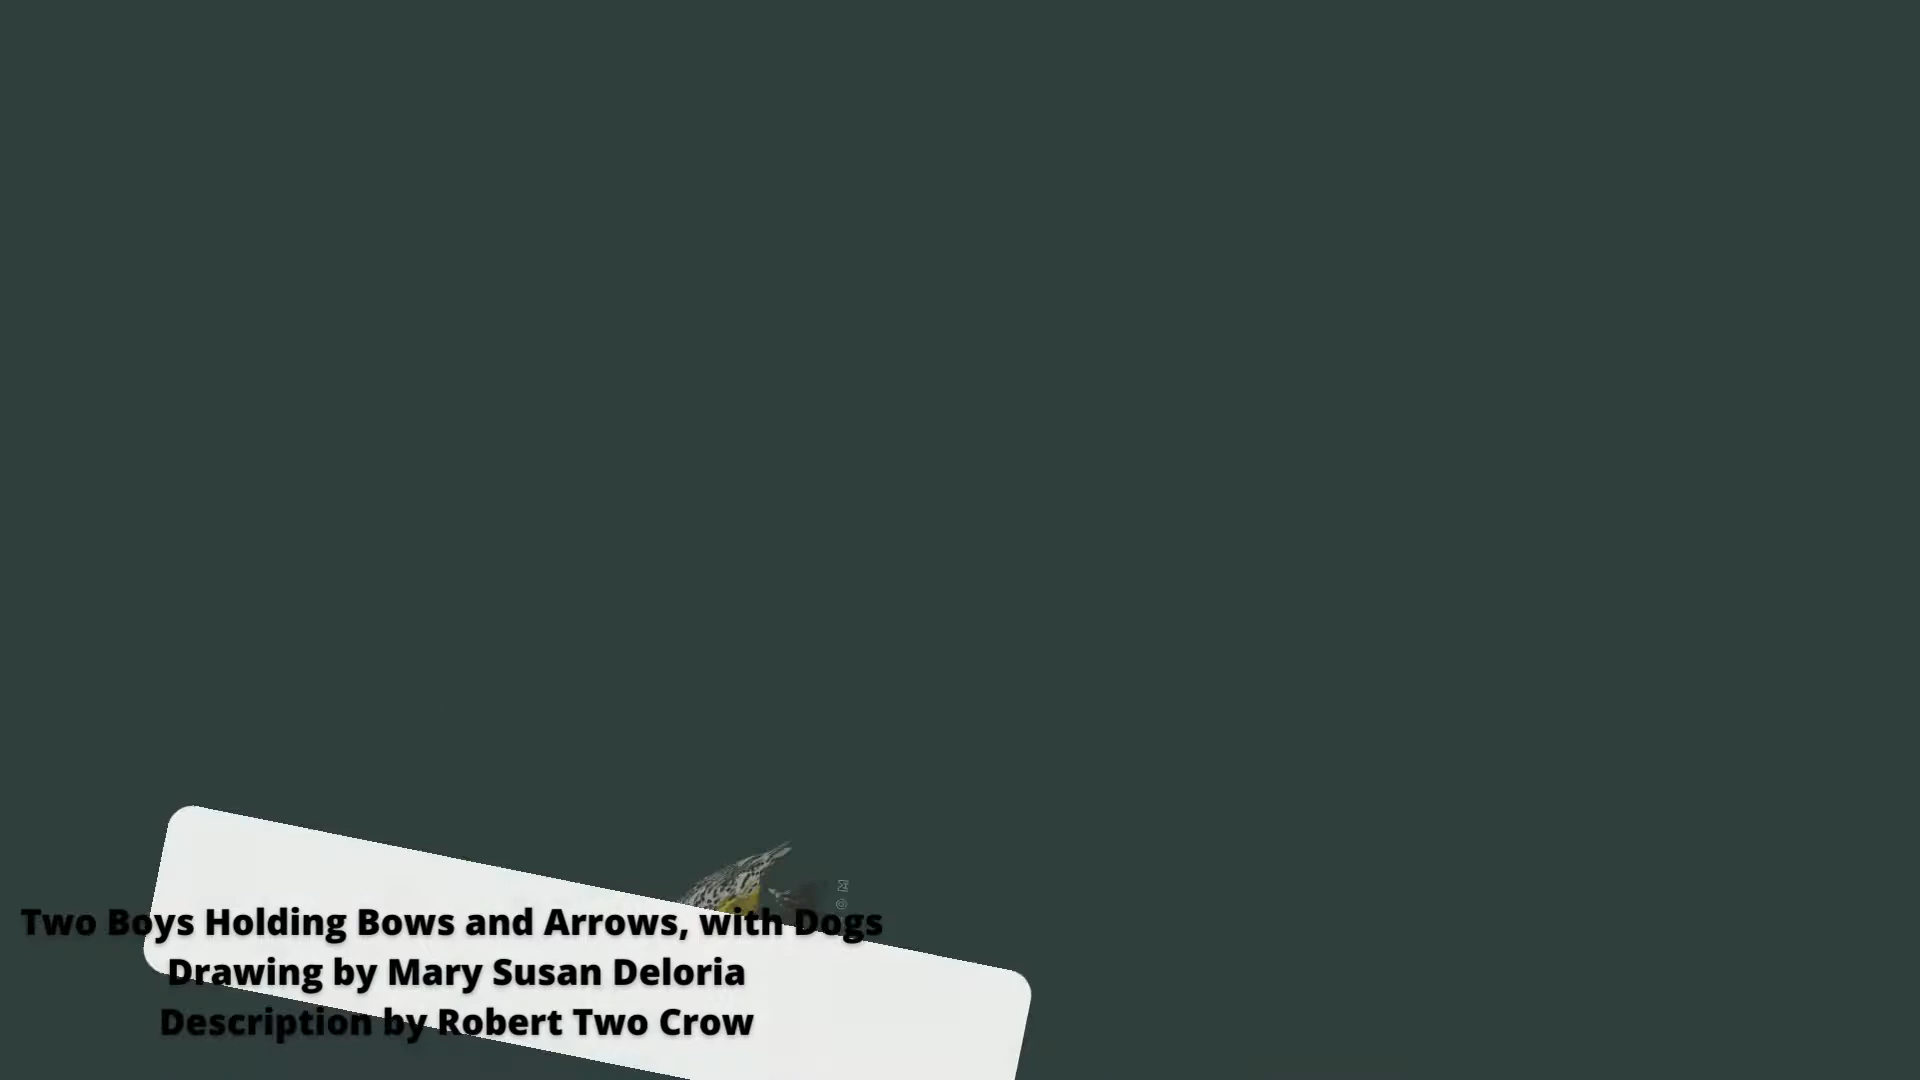 Two Boys Holding Bows and Arrows, with Dogs
Drawing by Mary Susan Deloria
Description by Robert Two Crow